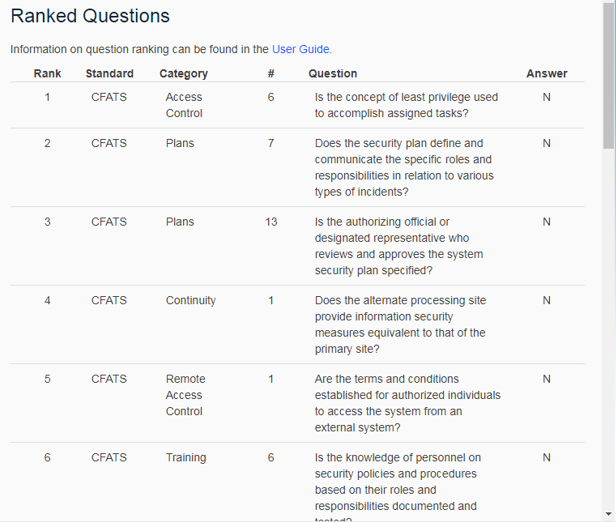 Ranked Questions
Information on question ranking can be found in the User Guide.
Rank Standard Category # Question Answer
1 CFATS Access Control 6 Is the concept of least privilege used to accomplish assigned tasks? N
2 CFATS Plans 7 Does the security plan define and communicate the specific roles and responsibilities in relation to various types of incidents? N
3 CFATS Plans 13 Is the authorizing official or designated representative who reviews and approves the system security plan specified? N
4 CFATS Continuity 1 Does the alternate processing site provide information security measures equivalent to that of the primary site? N
5 CFATS Remote Access Control 1 Are the terms and conditions established for authorized individuals to access the system from an external system? N
6 CFATS Training 6 Is the knowledge of personnel on security policies and procedures based on their roles and responsibilities documented and tested? N